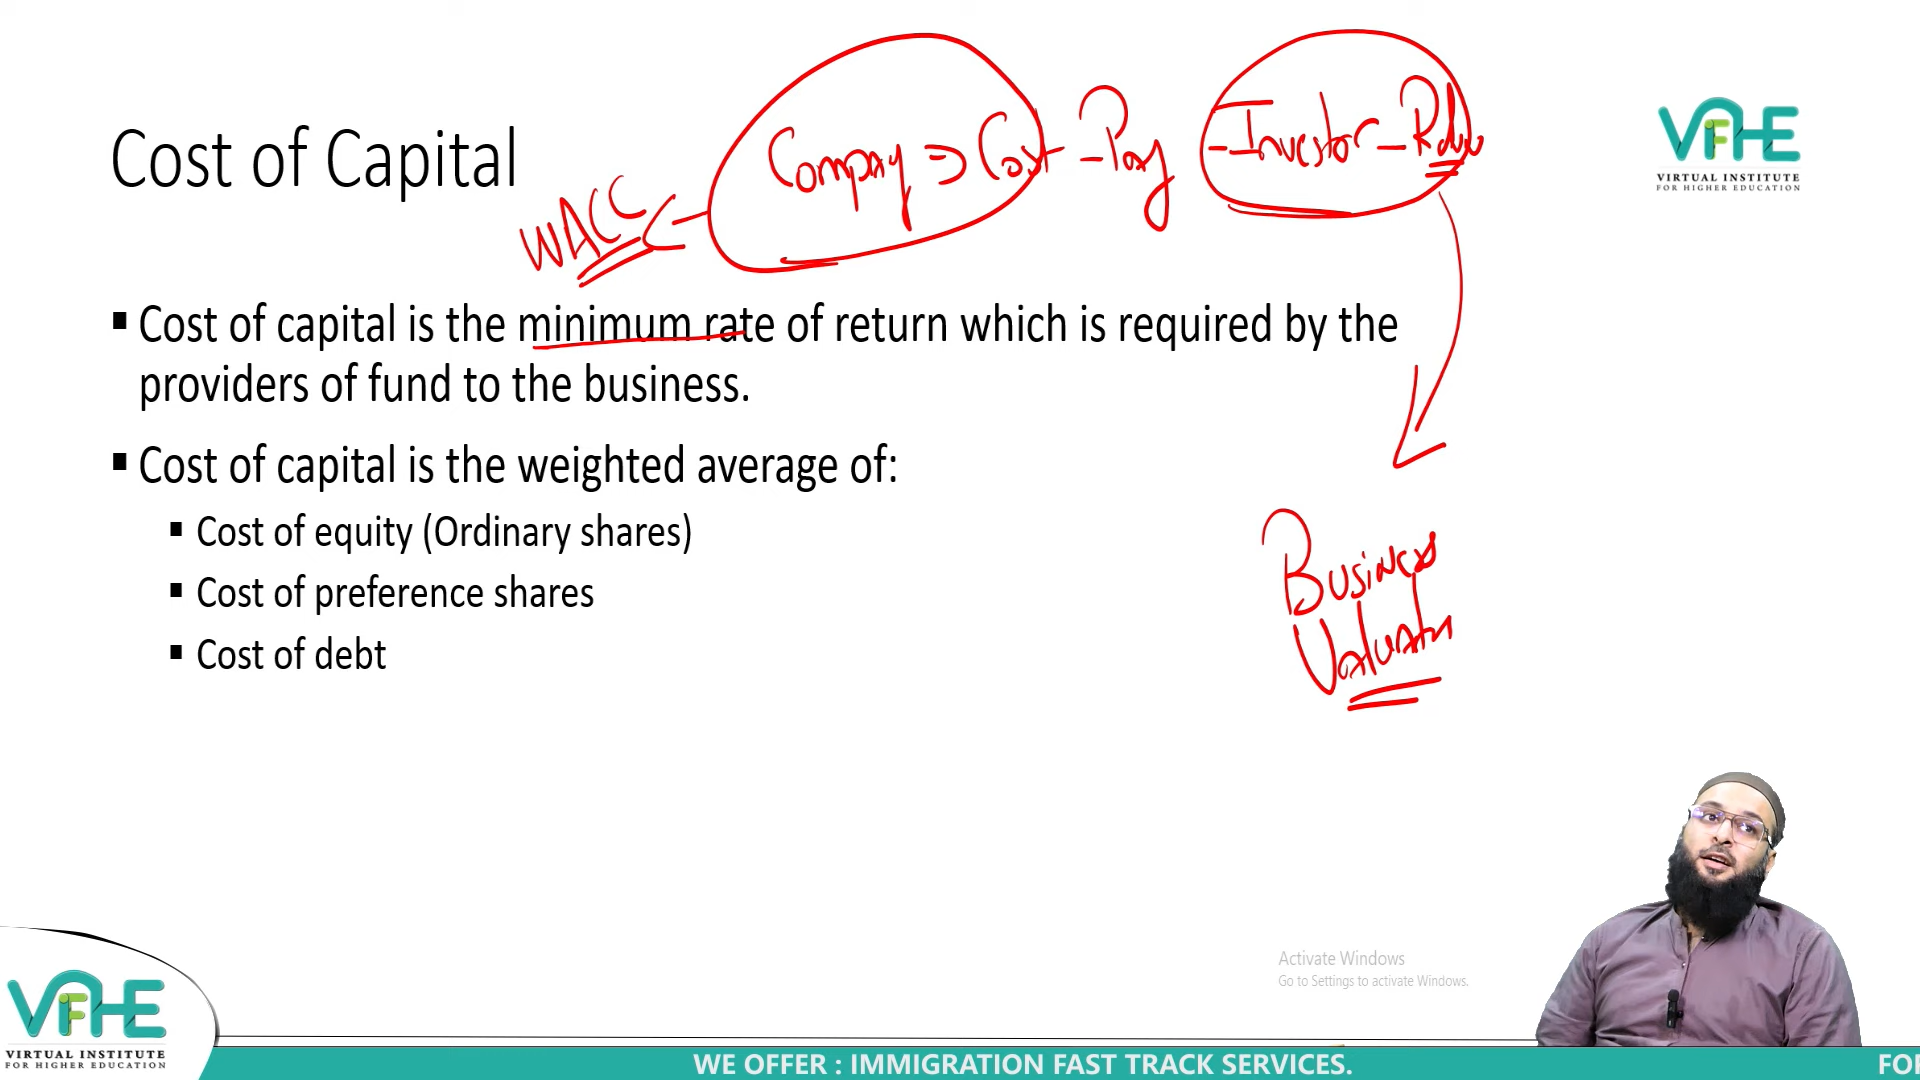 Company => Cost - Pay - Investor - 
VIFHE
VIRTUAL INSTITUTE
FOR HIGHER EDUCATION
Cost of Capital
WACC
Cost of capital is the minimum rate of return which is required by the
providers of fund to the business.
Cost of capital is the weighted average of:
Cost of equity (Ordinary shares)
Cost of preference shares
Cost of debt
Business
Activate Windows
Go to Settings to activate Windows.
VIFHE
VIRTUAL INSTITUTE
FOR HIGHER EDUCATION
WE OFFER : IMMIGRATION FAST TRACK SERVICES.